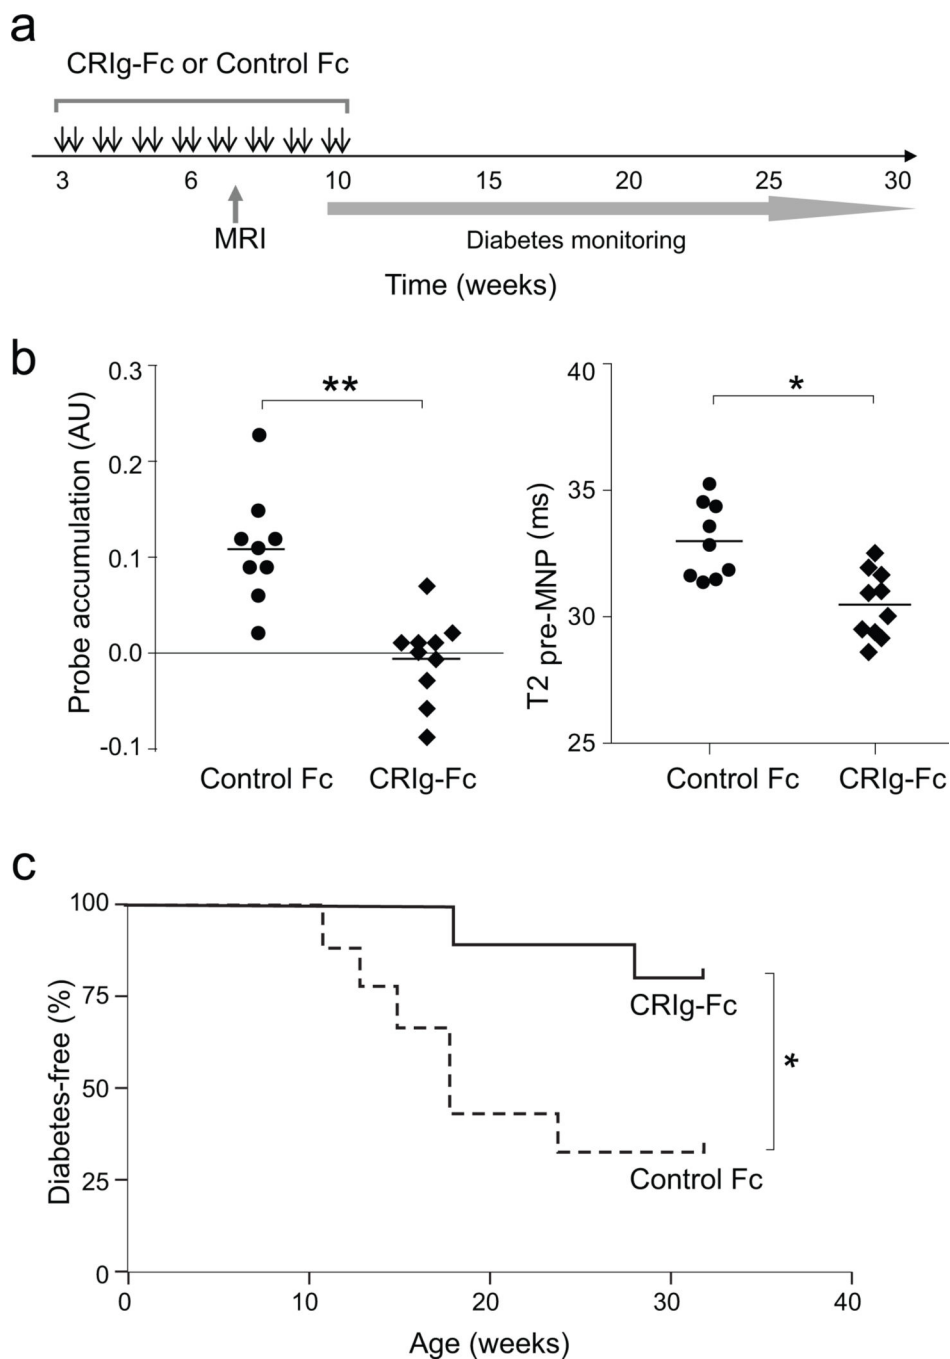 a
CRIg-Fc or Control Fc
3 6 10 15 20 25 30
MRI
Diabetes monitoring
Time (weeks)
b
Probe accumulation (AU)
0.3
0.2
0.1
0.0
-0.1
**
Control Fc CRIg-Fc
T2 pre-MNP (ms)
40
35
30
25
*
Control Fc CRIg-Fc
c
Diabetes-free (%)
100
75
50
25
0
CRIg-Fc
*
Control Fc
0 10 20 30 40
Age (weeks)